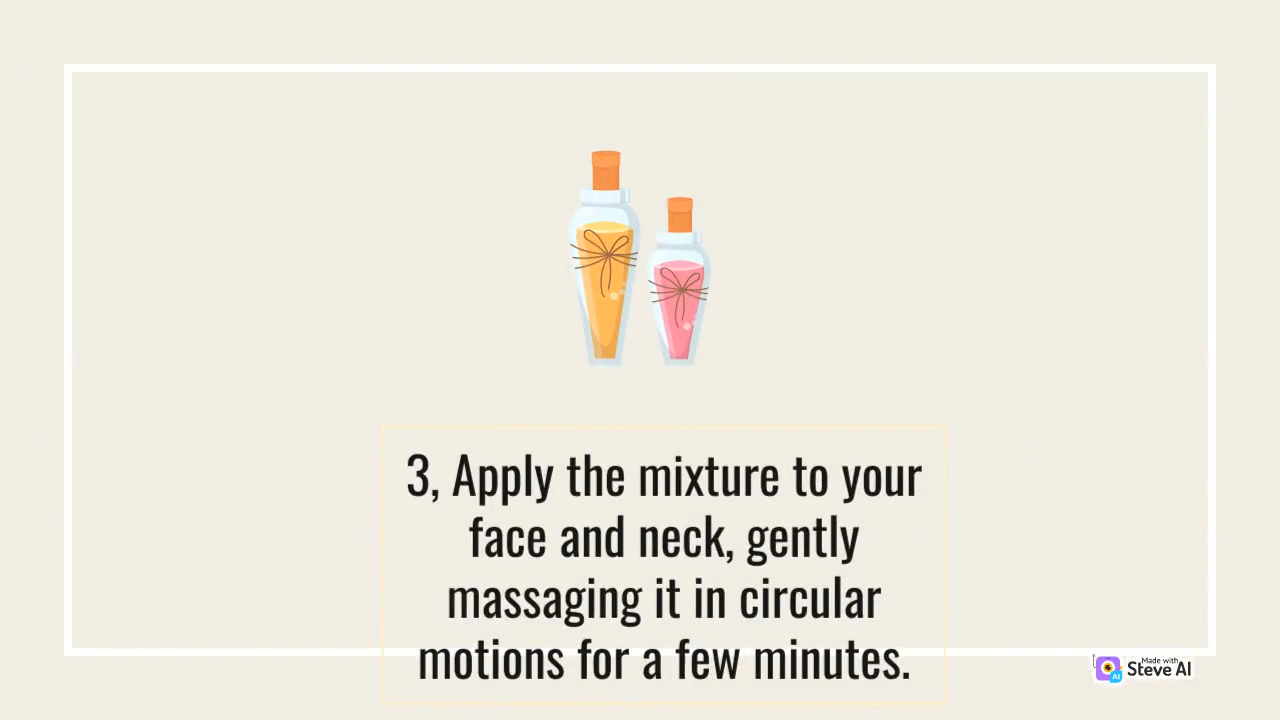 3, Apply the mixture to your
face and neck, gently
massaging it in circular
motions for a few minutes.
Made with
Steve AI
AI